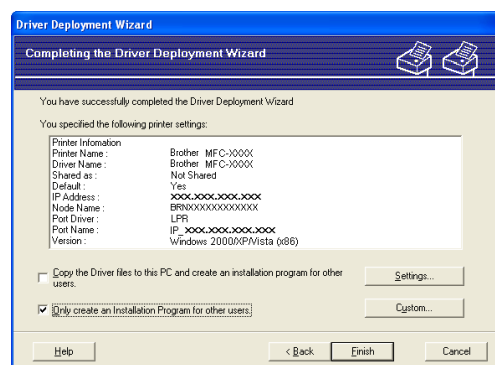 Driver Deployment Wizard
Completing the Driver Deployment Wizard
You have successfully completed the Driver Deployment Wizard
You specified the following printer settings:
Printer Infomation
Printer Name : Brother MFC-XXXX
Driver Name : Brother MFC-XXXX
Shared as : Not Shared
Default : Yes
IP Address : xxx.xxx.xxx.xxx
Node Name : BRNXXXXXXXXXXXX
Port Driver : LPR
Port Name : IP_xxx.xxx.xxx.xxx
Version : Windows 2000/XP/Vista (x86)
Copy the Driver files to this PC and create an installation program for other
users.
Settings...
Only create an Installation Program for other users.
Custom...
Help
< Back
Finish
Cancel